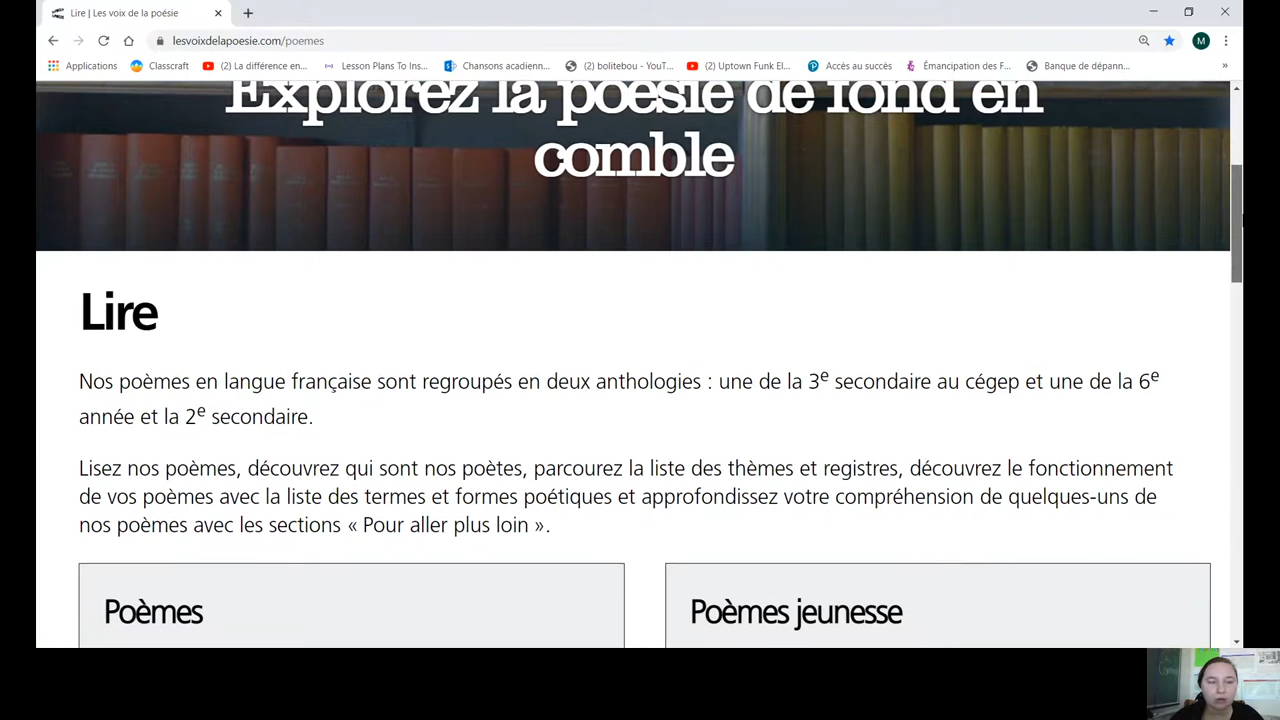 Lire | Les voix de la poésie
lesvoixdelapoesie.com/poemes
M
Applications Classcraft (2) La différence en... Lesson Plans To Ins... Chansons acadienn... (2) bolitebou - YouT... (2) Uptown Funk El... Accès au succès (2) Émancipation des F... Banque de dépann... »
Explorez la poésie de fond en
comble
Lire
Nos poèmes en langue française sont regroupés en deux anthologies : une de la 3e secondaire au cégep et une de la 6e
année et la 2e secondaire.
Lisez nos poèmes, découvrez qui sont nos poètes, parcourez la liste des thèmes et registres, découvrez le fonctionnement
de vos poèmes avec la liste des termes et formes poétiques et approfondissez votre compréhension de quelques-uns de
nos poèmes avec les sections « Pour aller plus loin ».
Poèmes
Poèmes jeunesse